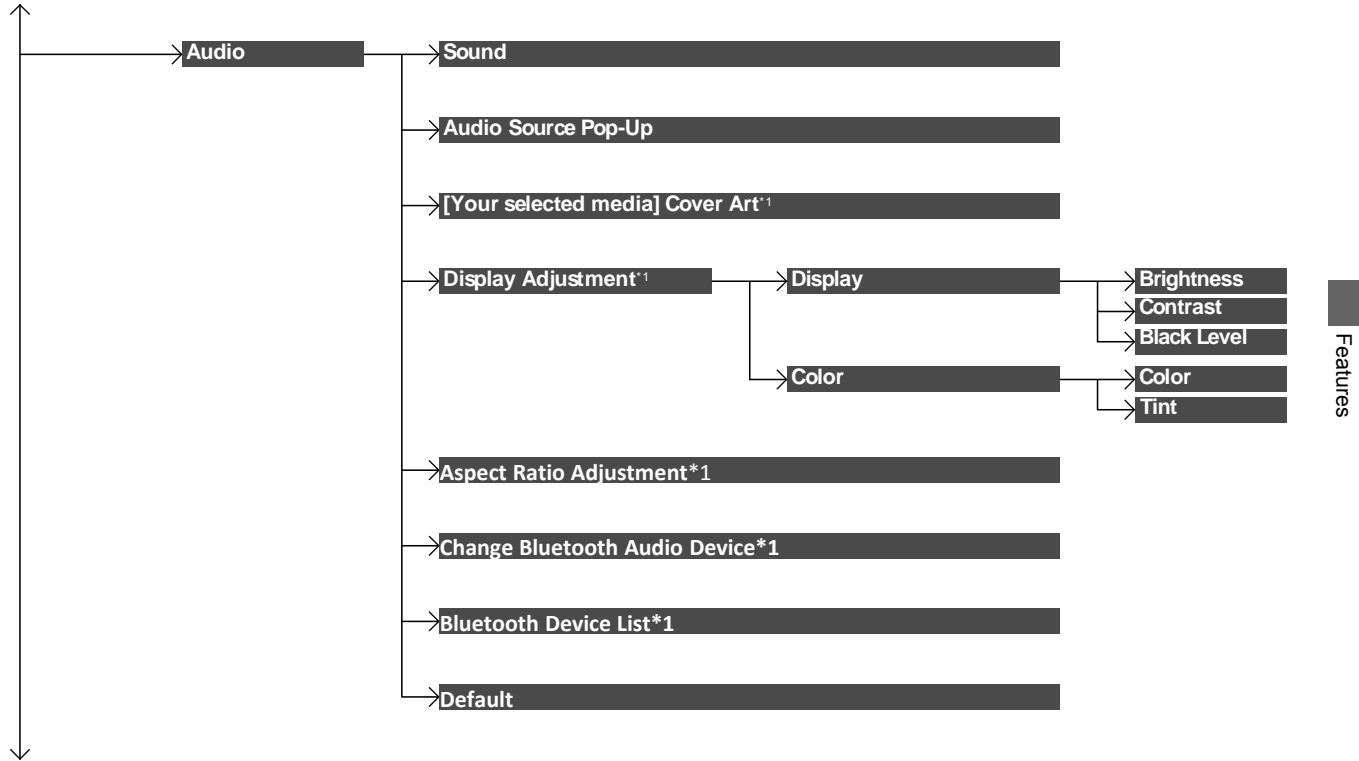 Audio
Sound
Audio Source Pop-Up
[Your selected media] Cover Art*1
Display Adjustment*1
Display
Brightness
Contrast
Black Level
Color
Color
Tint
Aspect Ratio Adjustment*1
Change Bluetooth Audio Device*1
Bluetooth Device List*1
Default
Features